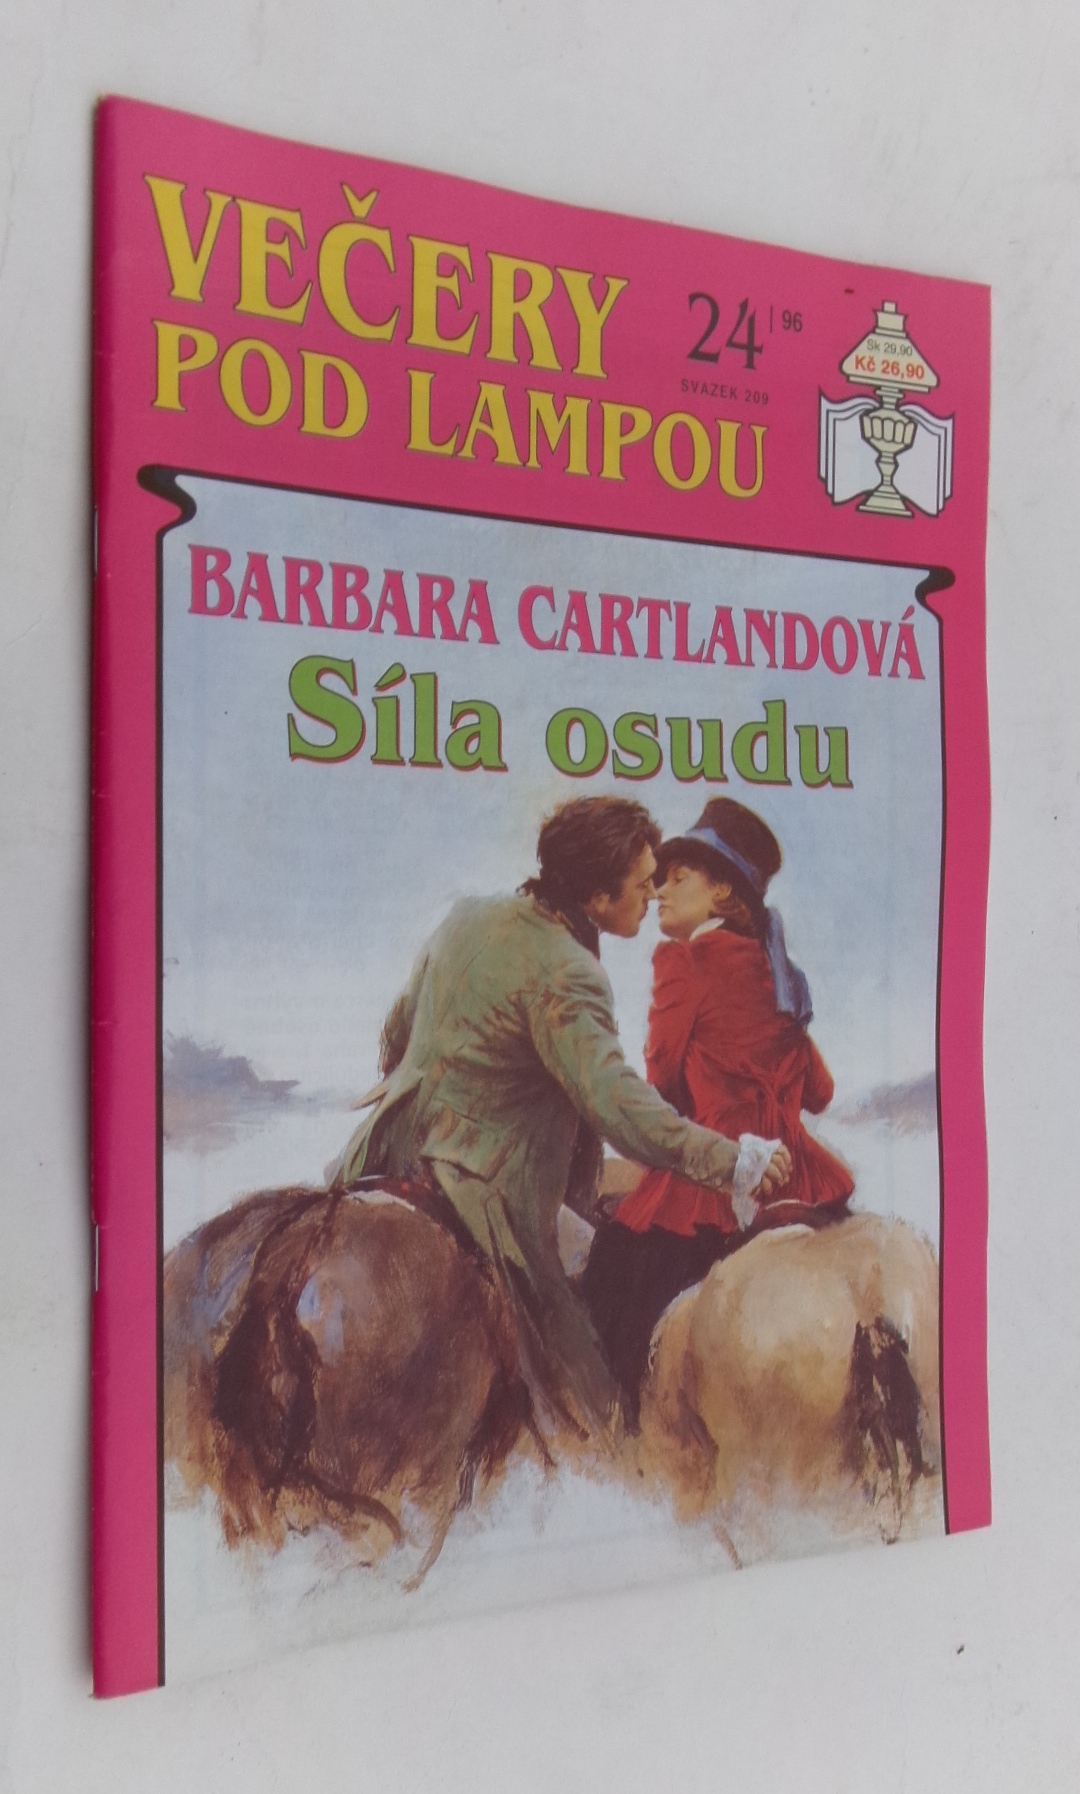 VEČERY
POD LAMPOU
24 | 96
SVAZEK 209
Sk 29,90
Kč 26,90
BARBARA CARTLANDOVÁ
Síla osudu